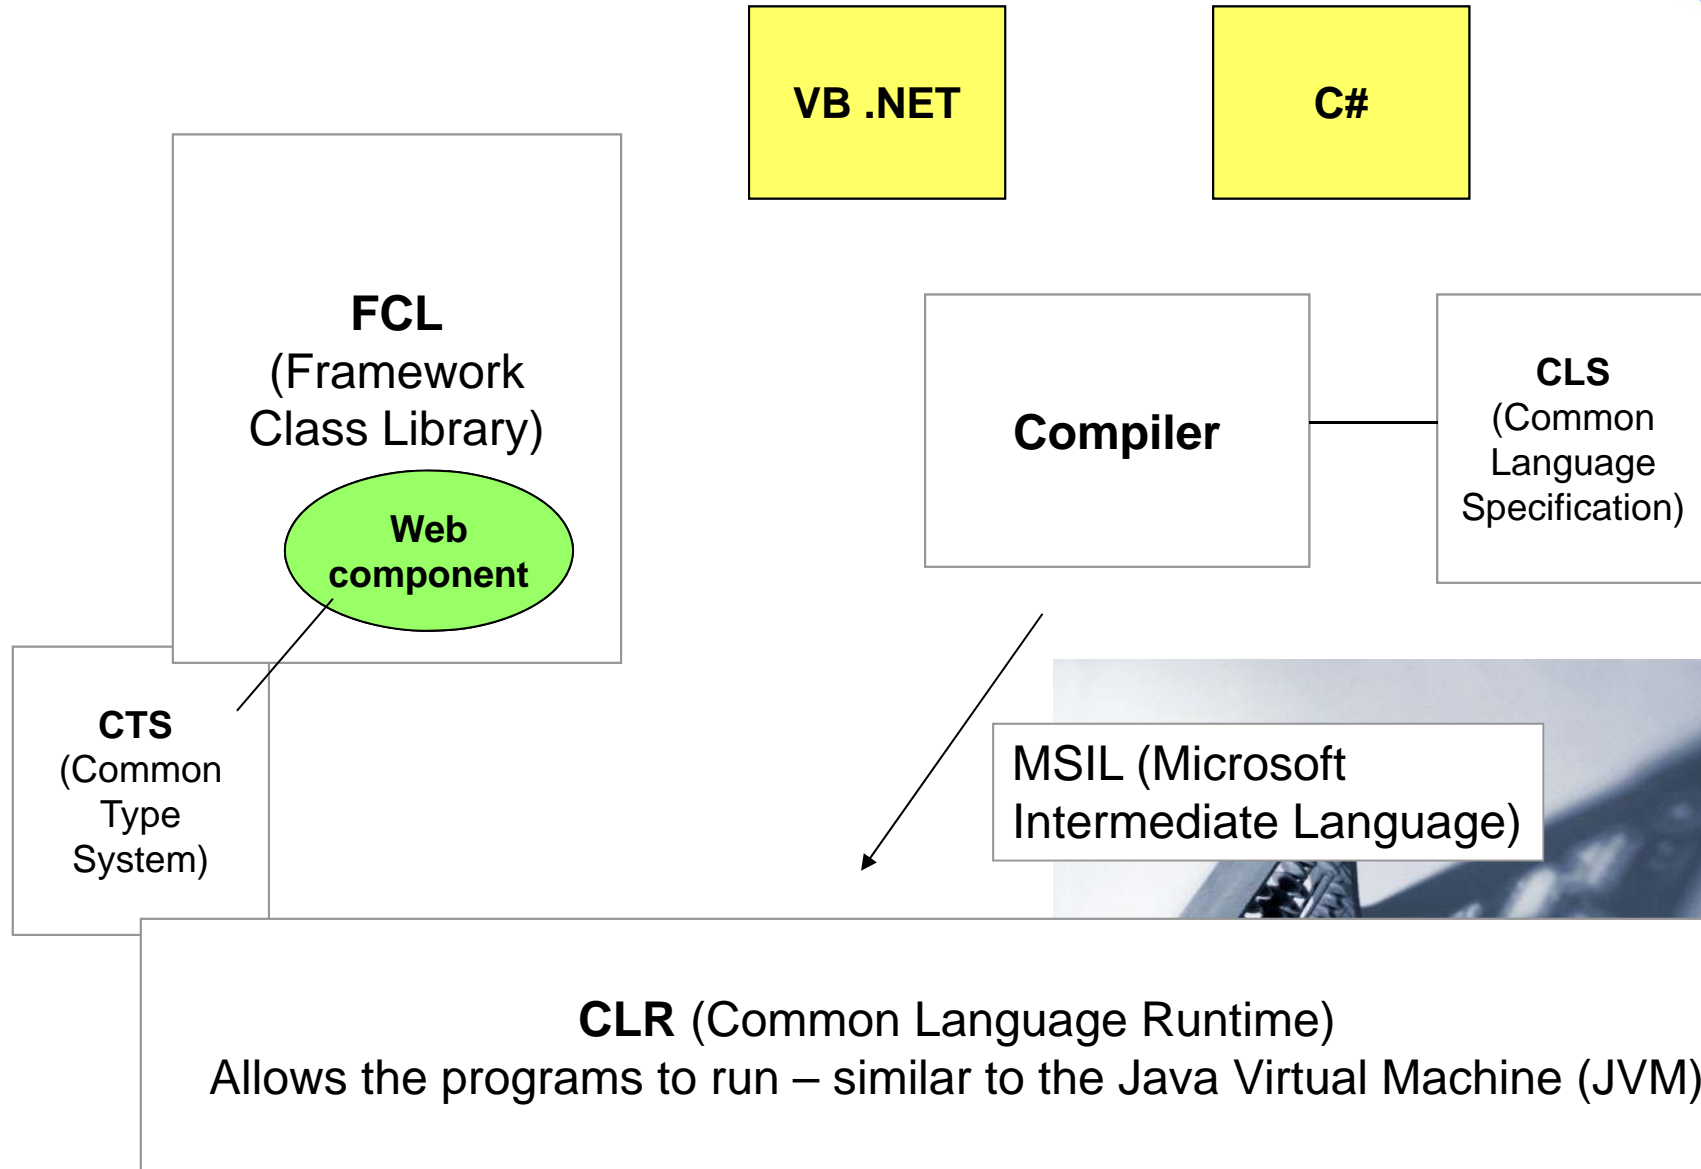 VB .NET
C#
FCL
(Framework
Class Library)
Web
component
Compiler
CLS
(Common
Language
Specification)
CTS
(Common
Type
System)
MSIL (Microsoft
Intermediate Language)
CLR (Common Language Runtime)
Allows the programs to run – similar to the Java Virtual Machine (JVM)